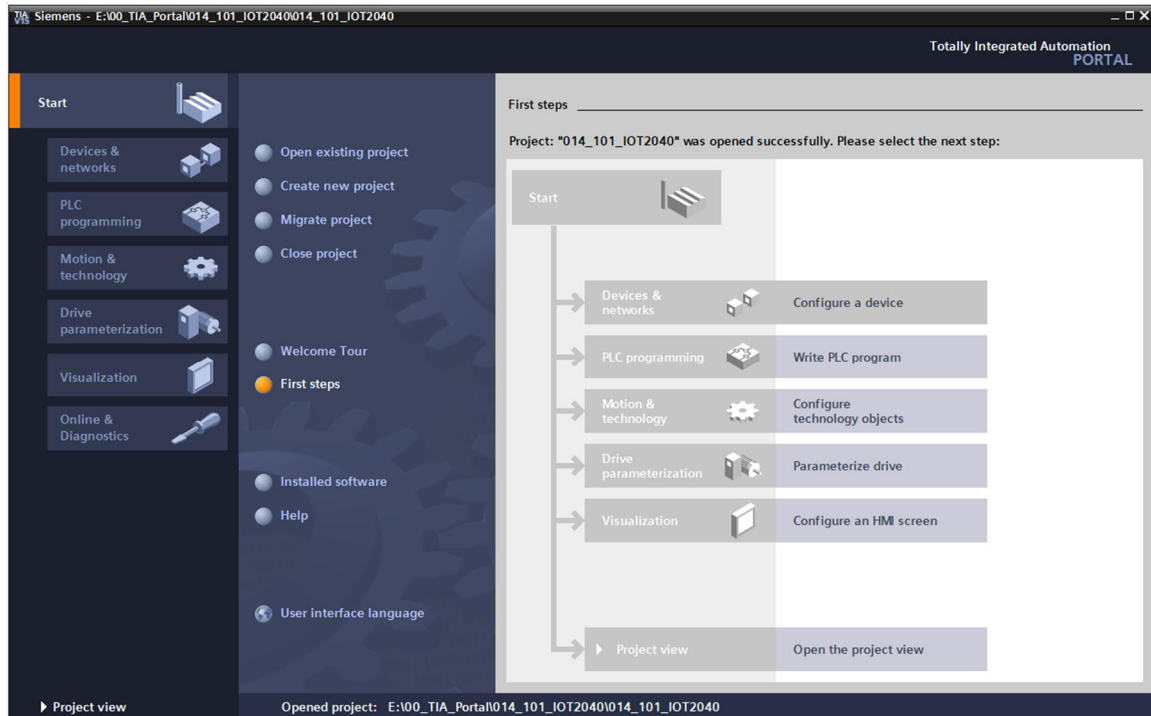 Siemens - E:\00_TIA_Portal\014_101_IOT2040\014_101_IOT2040
Totally Integrated Automation
PORTAL
Start
Devices &
networks
PLC
programming
Motion &
technology
Drive
parameterization
Visualization
Online &
Diagnostics
Open existing project
Create new project
Migrate project
Close project
Welcome Tour
First steps
Installed software
Help
User interface language
First steps
Project: "014_101_IOT2040" was opened successfully. Please select the next step:
Start
Devices &
networks
Configure a device
PLC programming
Write PLC program
Motion &
technology
Configure
technology objects
Drive
parameterization
Parameterize drive
Visualization
Configure an HMI screen
Project view
Open the project view
Project view
Opened project: E:\00_TIA_Portal\014_101_IOT2040\014_101_IOT2040